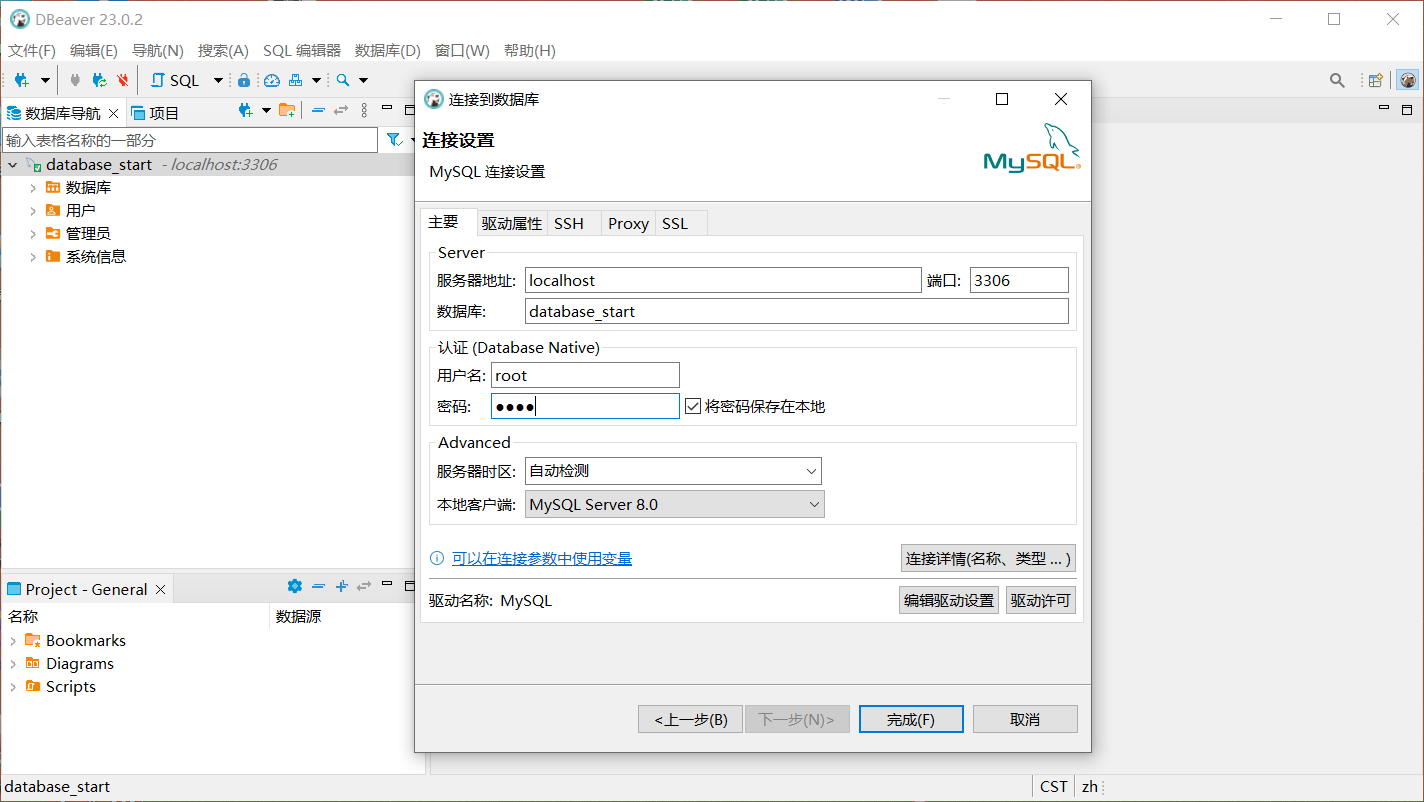 DBeaver 23.0.2
文件(F) 编辑(E) 导航(N) 搜索(A) SQL 编辑器 数据库(D) 窗口(W) 帮助(H)
SQL
数据库导航 项目
输入表格名称的一部分
database_start - localhost:3306
数据库
用户
管理员
系统信息
Project - General
名称 数据源
Bookmarks
Diagrams
Scripts
连接到数据库
连接设置
MySQL 连接设置
MySQL
主要 驱动属性 SSH Proxy SSL
Server
服务器地址: localhost 端口: 3306
数据库: database_start
认证 (Database Native)
用户名: root
密码: ●●●● 将密码保存在本地
Advanced
服务器时区: 自动检测
本地客户端: MySQL Server 8.0
可以在连接参数中使用变量 连接详情(名称、类型 ... )
驱动名称: MySQL 编辑驱动设置 驱动许可
<上一步(B) 下一步(N)> 完成(F) 取消
database_start CST zh